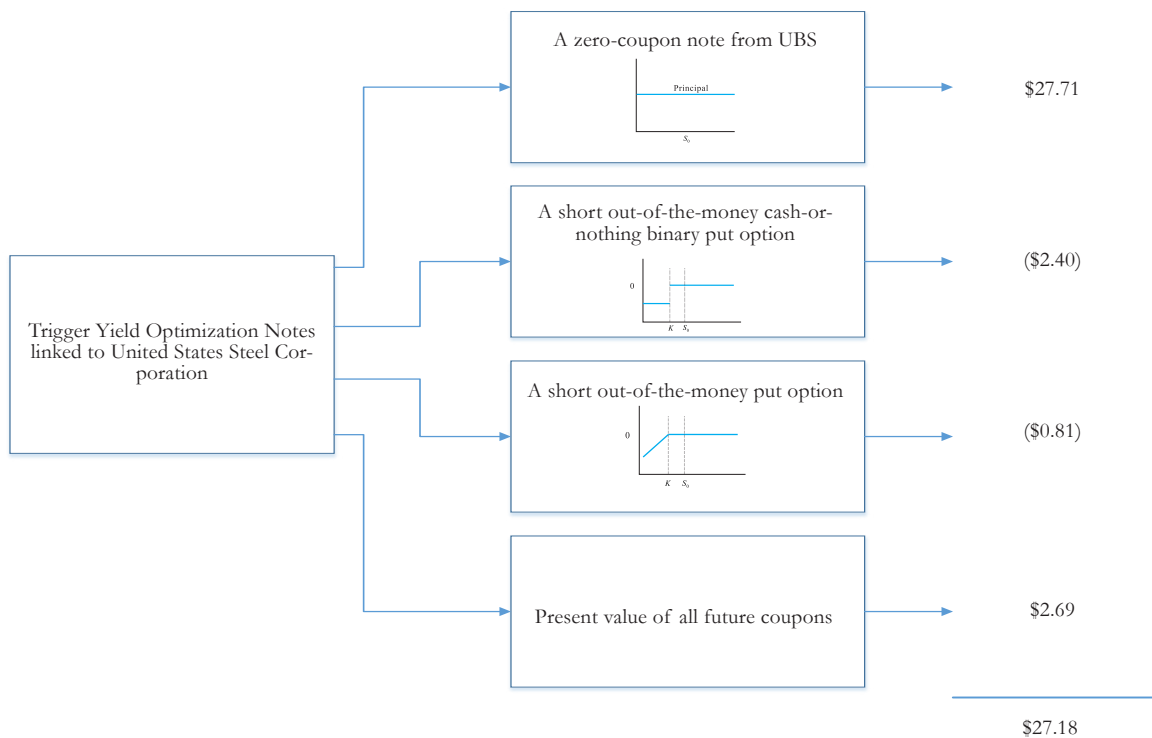 A zero-coupon note from UBS
Principal
S₀
$27.71
A short out-of-the-money cash-or-
nothing binary put option
0
K
S₀
($2.40)
Trigger Yield Optimization Notes
linked to United States Steel Cor-
poration
A short out-of-the-money put option
0
K
S₀
($0.81)
Present value of all future coupons
$2.69
$27.18